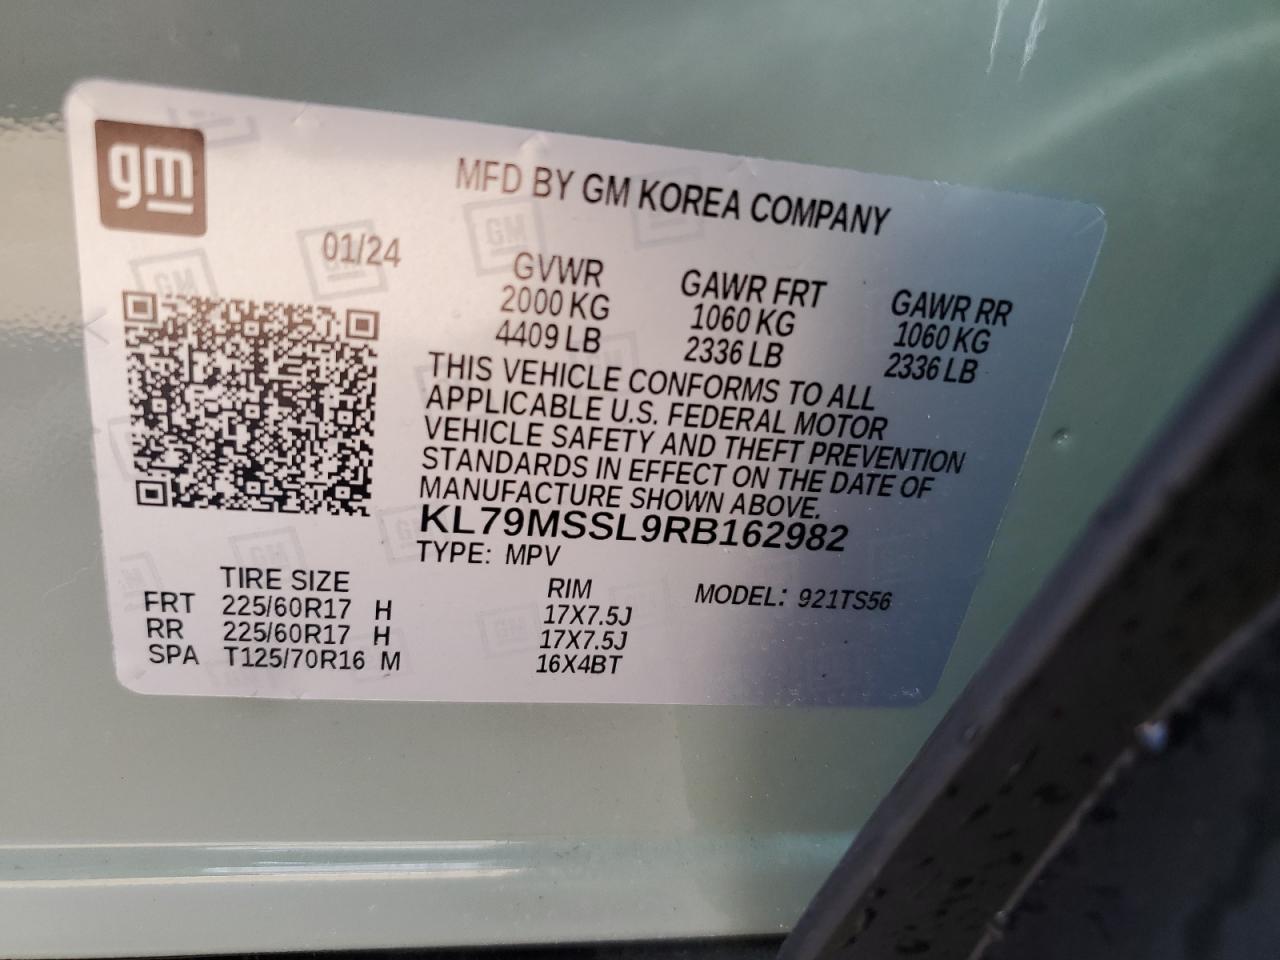 gm
MFD BY GM KOREA COMPANY
01/24
GVWR GAWR FRT GAWR RR
2000 KG 1060 KG 1060 KG
4409 LB 2336 LB 2336 LB
THIS VEHICLE CONFORMS TO ALL
APPLICABLE U.S. FEDERAL MOTOR
VEHICLE SAFETY AND THEFT PREVENTION
STANDARDS IN EFFECT ON THE DATE OF
MANUFACTURE SHOWN ABOVE.
KL79MSSL9RB162982
TYPE: MPV
TIRE SIZE RIM MODEL: 921TS56
FRT 225/60R17 H 17X7.5J
RR 225/60R17 H 17X7.5J
SPA T125/70R16 M 16X4BT